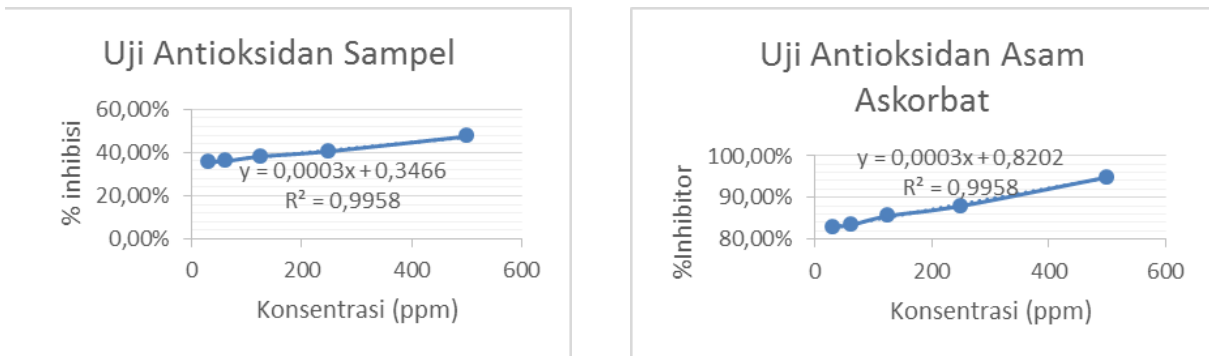 Uji Antioksidan Sampel
60,00%
40,00%
20,00%
0,00%
% inhibisi
y = 0,0003x + 0,3466
R² = 0,9958
0 200 400 600
Konsentrasi (ppm)
Uji Antioksidan Asam
Askorbat
100,00%
90,00%
80,00%
%Inhibitor
y = 0,0003x + 0,8202
R² = 0,9958
0 200 400 600
Konsentrasi (ppm)